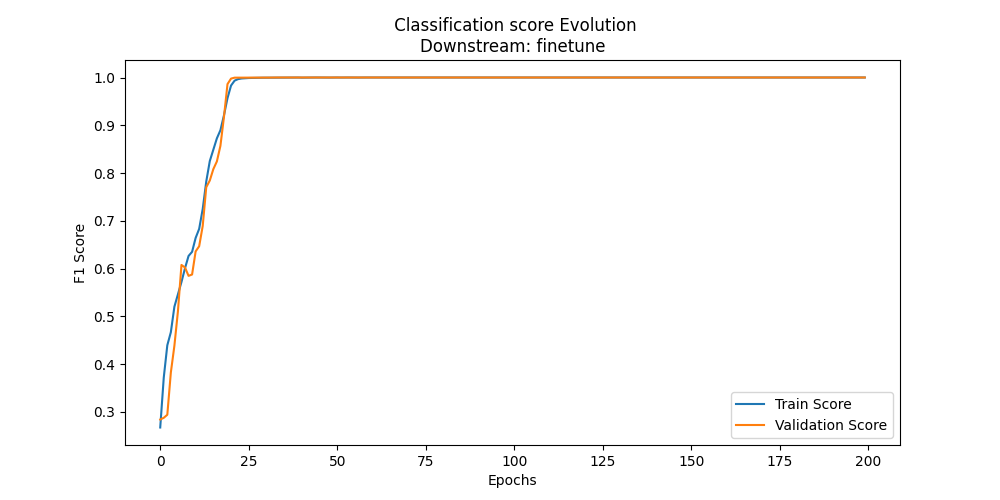 Classification score Evolution
Downstream: finetune
F1 Score
1.0
0.9
0.8
0.7
0.6
0.5
0.4
0.3
0 25 50 75 100 125 150 175 200
Epochs
Train Score
Validation Score